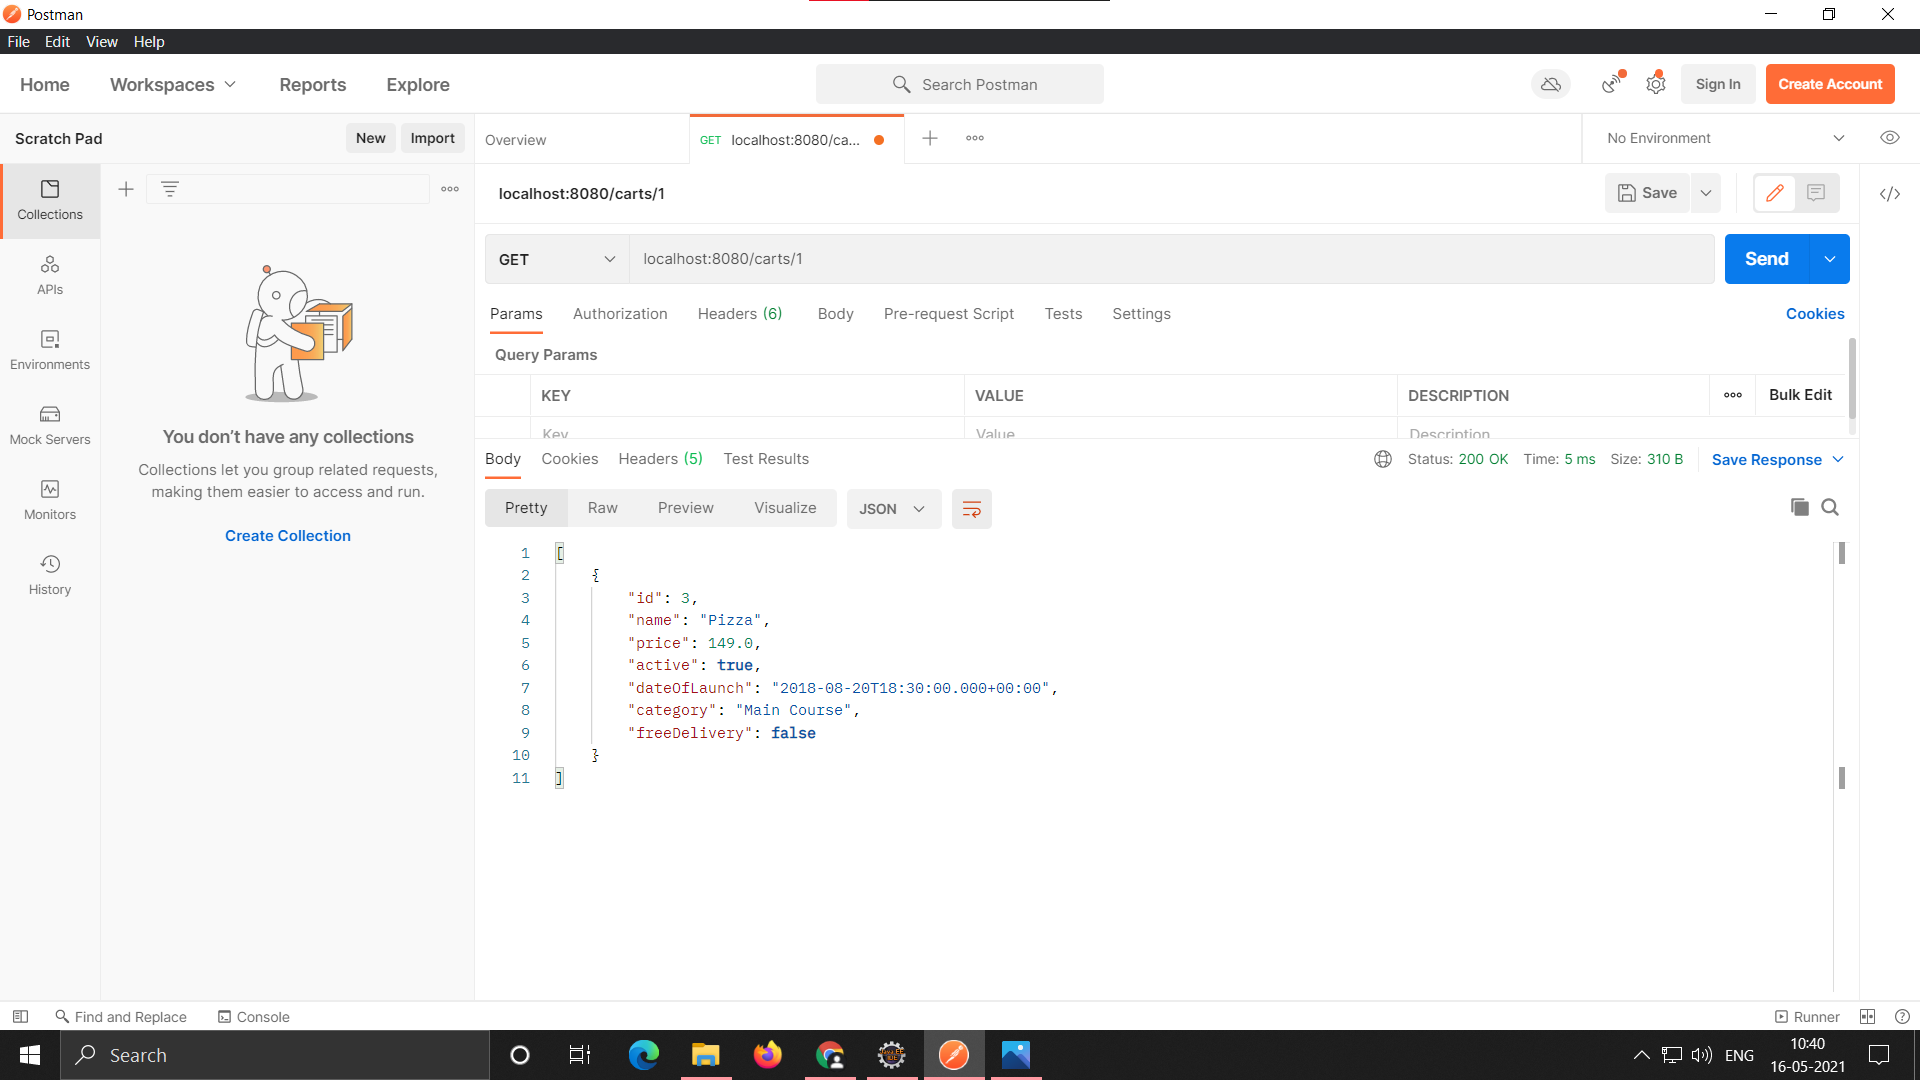 Postman
File Edit View Help
Home Workspaces Reports Explore
Search Postman
Sign In Create Account
Scratch Pad New Import
Overview GET localhost:8080/ca...
No Environment
Collections
APIs
Environments
Mock Servers
Monitors
History
You don’t have any collections
Collections let you group related requests,
making them easier to access and run.
Create Collection
localhost:8080/carts/1
Save
GET localhost:8080/carts/1 Send
Params Authorization Headers (6) Body Pre-request Script Tests Settings Cookies
Query Params
KEY VALUE DESCRIPTION Bulk Edit
Key Value Description
Body Cookies Headers (5) Test Results Status: 200 OK Time: 5 ms Size: 310 B Save Response
Pretty Raw Preview Visualize JSON
1 [
2 {
3 "id": 3,
4 "name": "Pizza",
5 "price": 149.0,
6 "active": true,
7 "dateOfLaunch": "2018-08-20T18:30:00.000+00:00",
8 "category": "Main Course",
9 "freeDelivery": false
10 }
11 ]
Find and Replace Console Runner
Search
ENG
10:40
16-05-2021